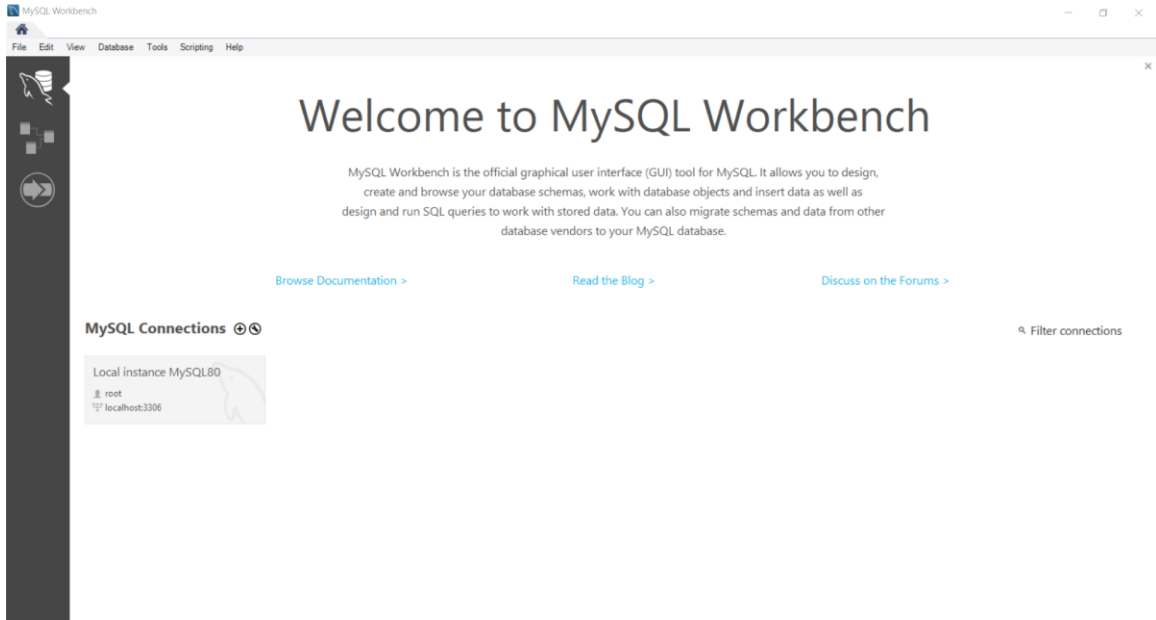 MySQL Workbench
File Edit View Database Tools Scripting Help
Welcome to MySQL Workbench
MySQL Workbench is the official graphical user interface (GUI) tool for MySQL. It allows you to design,
create and browse your database schemas, work with database objects and insert data as well as
design and run SQL queries to work with stored data. You can also migrate schemas and data from other
database vendors to your MySQL database.
Browse Documentation > Read the Blog > Discuss on the Forums >
MySQL Connections Filter connections
Local instance MySQL80
root
localhost:3306